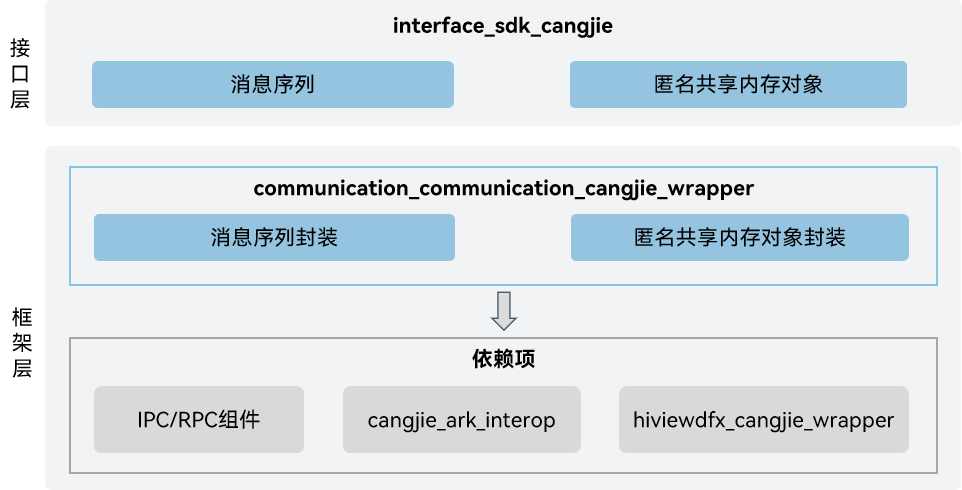 接口层
interface_sdk_cangjie
消息序列
匿名共享内存对象
框架层
communication_communication_cangjie_wrapper
消息序列封装
匿名共享内存对象封装
依赖项
IPC/RPC组件
cangjie_ark_interop
hiviewdfx_cangjie_wrapper